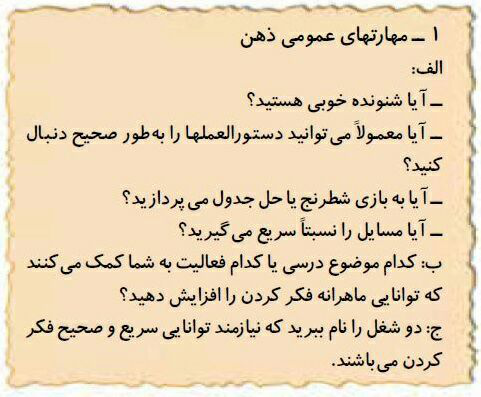 ۱ ــ مهارتهای عمومی ذهن
الف:
ــ آیا شنونده خوبی هستید؟
ــ آیا معمولاً می‌توانید دستورالعملها را به‌طور صحیح دنبال
کنید؟
ــ آیا به بازی شطرنج یا حل جدول می‌پردازید؟
ــ آیا مسایل را نسبتاً سریع می‌گیرید؟
ب: کدام موضوع درسی یا کدام فعالیت به شما کمک می‌کنند
که توانایی ماهرانه فکر کردن را افزایش دهید؟
ج: دو شغل را نام ببرید که نیازمند توانایی سریع و صحیح فکر
کردن می‌باشند.